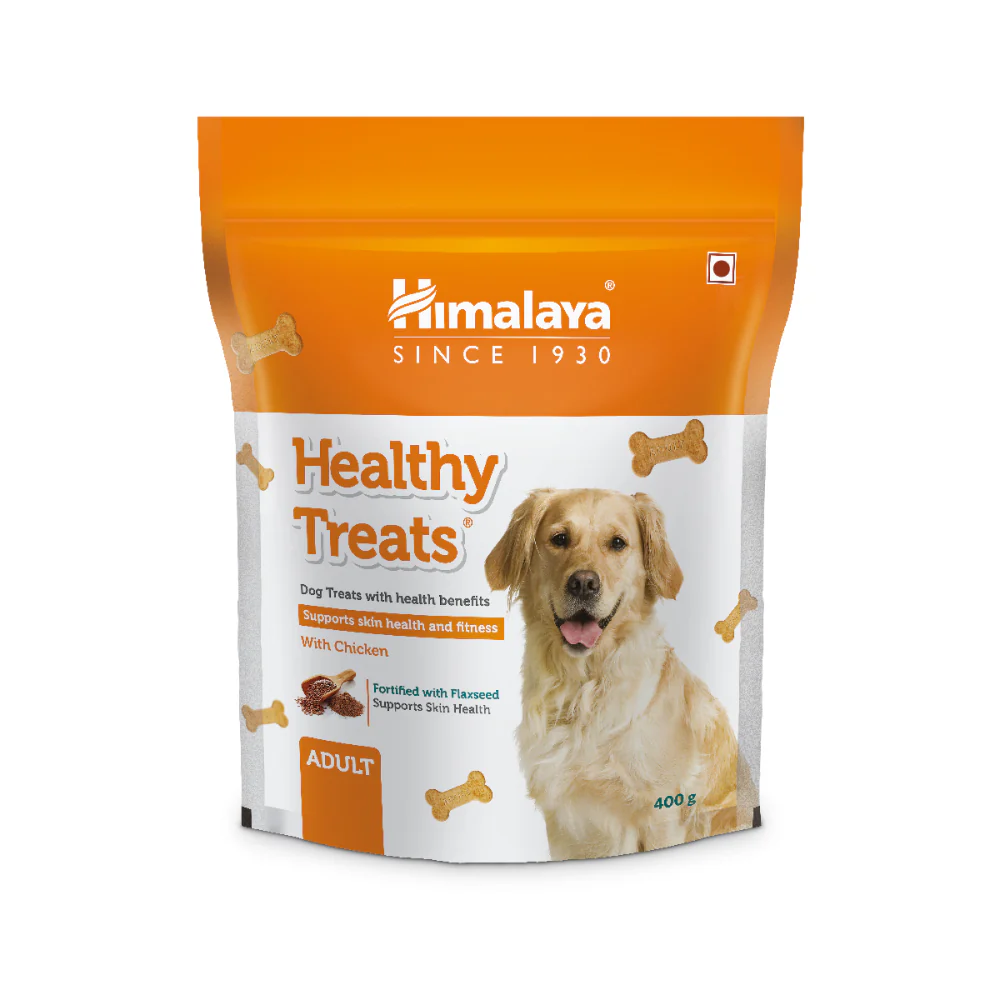 Himalaya®
SINCE 1930
Healthy
Treats®
Dog Treats with health benefits
Supports skin health and fitness
With Chicken
Fortified with Flaxseed
Supports Skin Health
ADULT
400 g